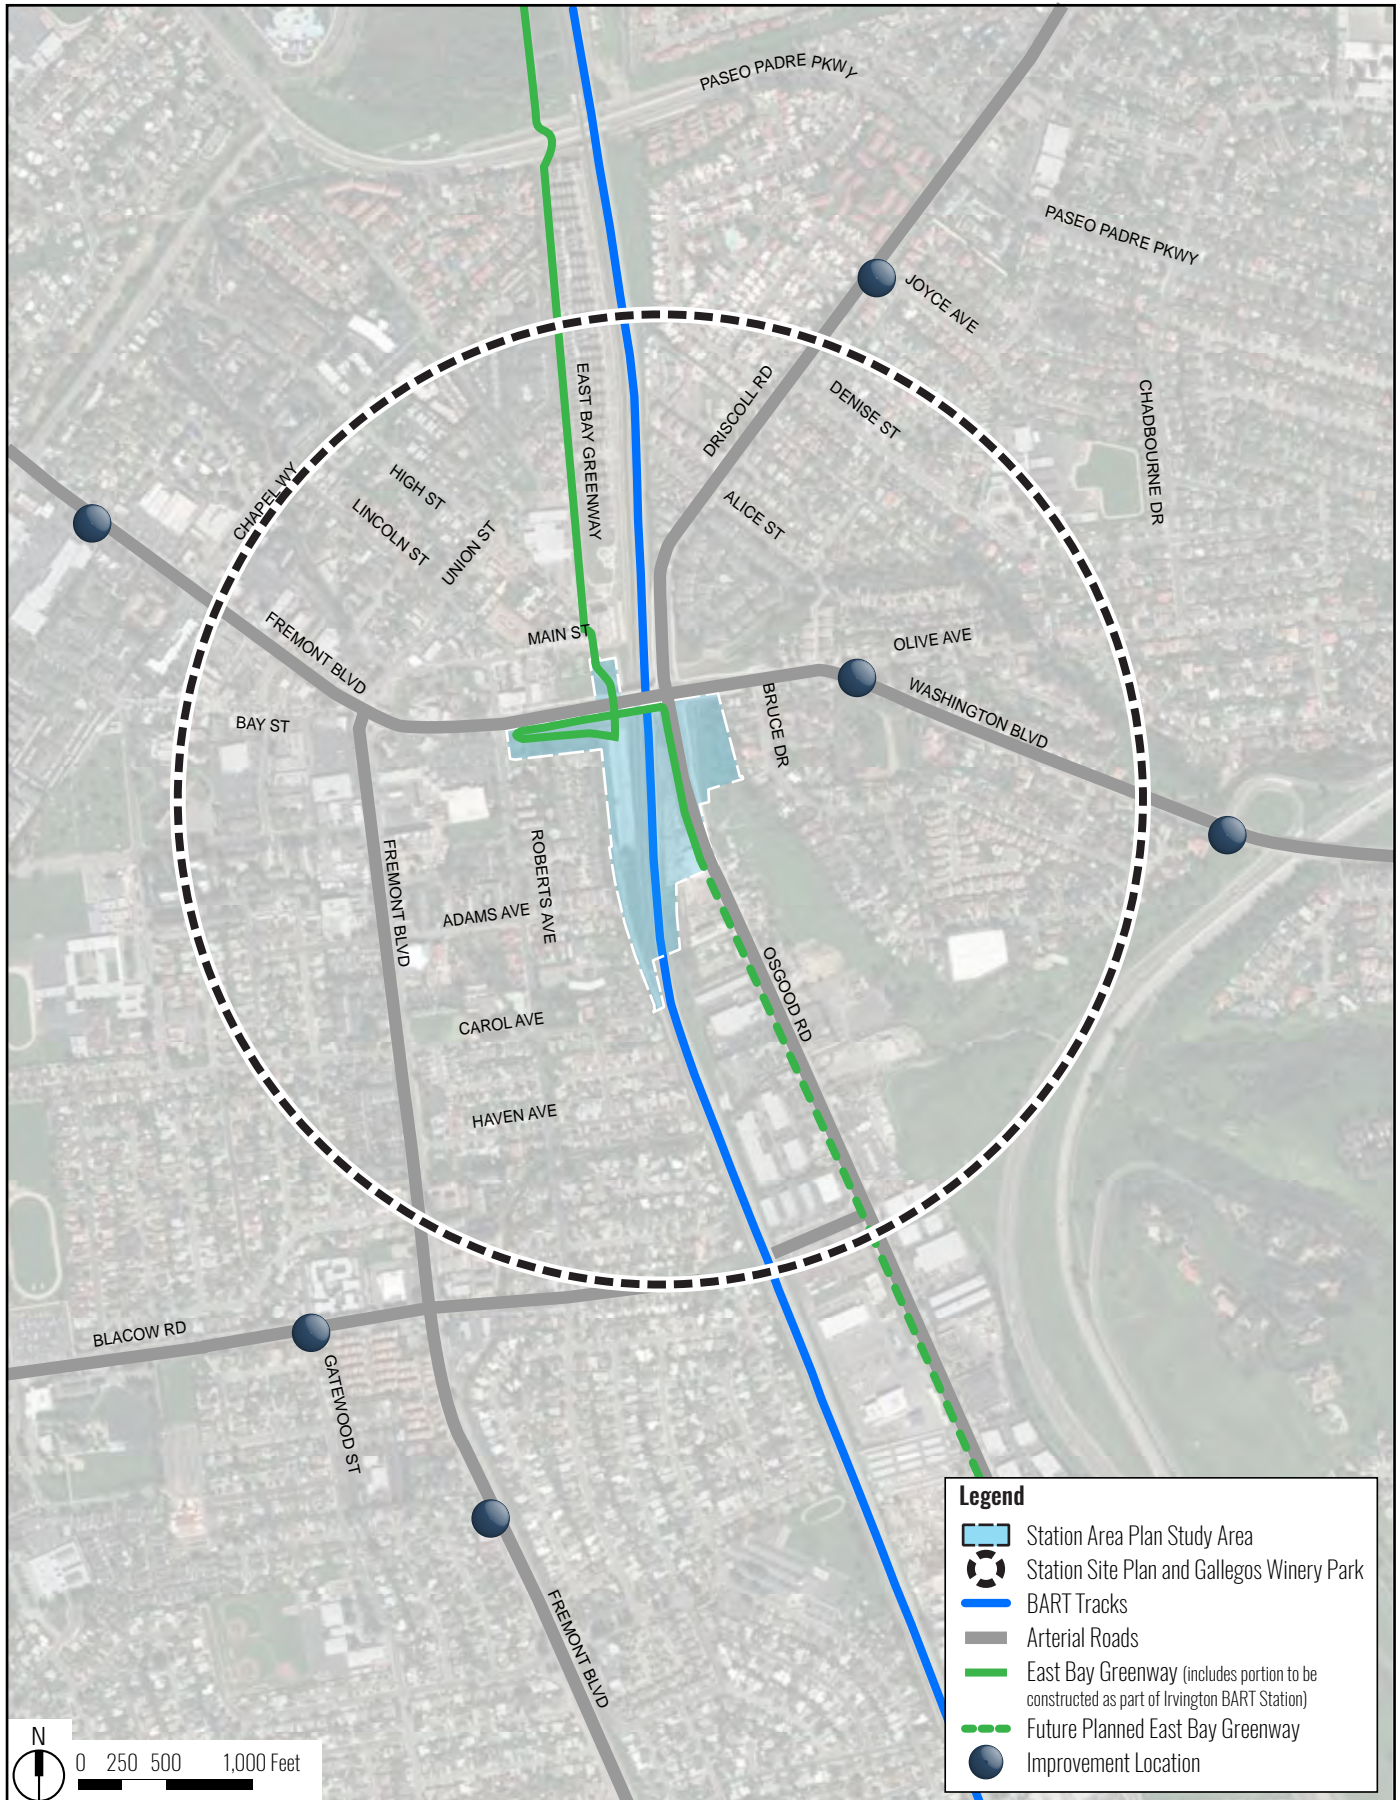 PASEO PADRE PKWY
PASEO PADRE PKWY
JOYCE AVE
EAST BAY GREENWAY
DRISCOLL RD
DENISE ST
CHADBOURNE DR
CHAPEL WY
HIGH ST
LINCOLN ST
UNION ST
ALICE ST
FREMONT BLVD
MAIN ST
OLIVE AVE
WASHINGTON BLVD
BAY ST
BRUCE DR
FREMONT BLVD
ROBERTS AVE
ADAMS AVE
OSGOOD RD
CAROL AVE
HAVEN AVE
BLACOW RD
GATEWOOD ST
FREMONT BLVD
Legend
Station Area Plan Study Area
Station Site Plan and Gallegos Winery Park
BART Tracks
Arterial Roads
East Bay Greenway (includes portion to be
constructed as part of Irvington BART Station)
Future Planned East Bay Greenway
Improvement Location
N
0 250 500 1,000 Feet